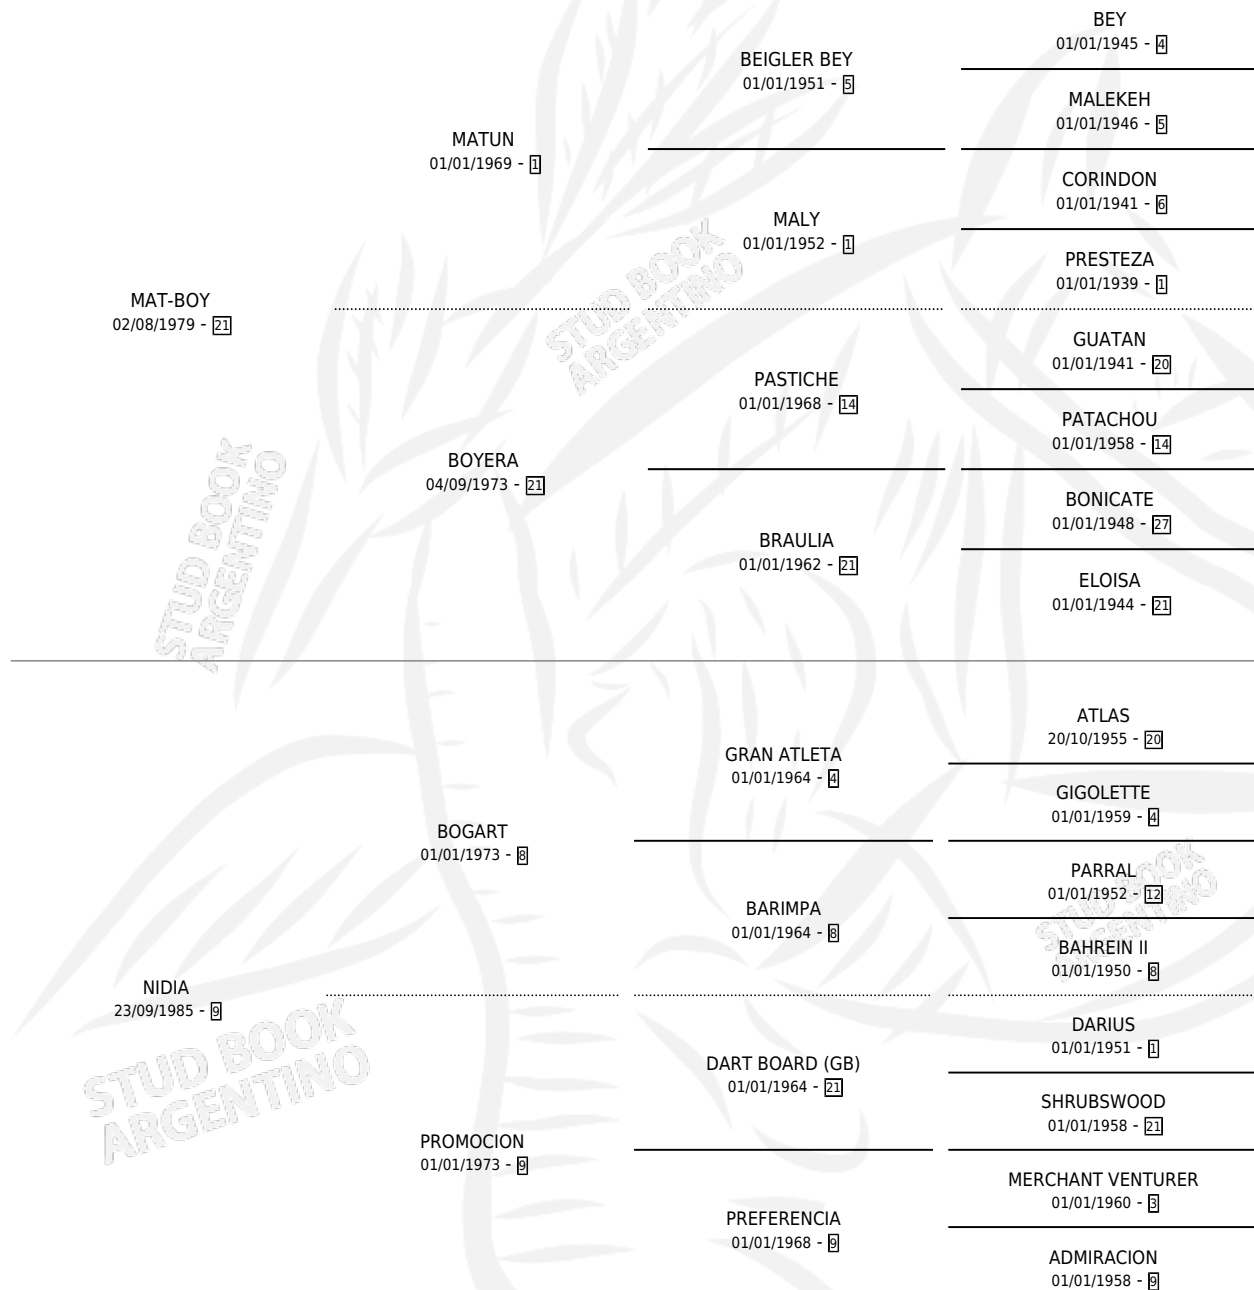 BEY
01/01/1945 - 4
BEIGLER BEY
01/01/1951 - 5
MALEKEH
01/01/1946 - 5
MATUN
01/01/1969 - 1
CORINDON
01/01/1941 - 6
MALY
01/01/1952 - 1
PRESTEZA
01/01/1939 - 1
MAT-BOY
02/08/1979 - 21
GUATAN
01/01/1941 - 20
PASTICHE
01/01/1968 - 14
PATACHOU
01/01/1958 - 14
BOYERA
04/09/1973 - 21
BONICATE
01/01/1948 - 27
BRAULIA
01/01/1962 - 21
ELOISA
01/01/1944 - 21
ATLAS
20/10/1955 - 20
GRAN ATLETA
01/01/1964 - 4
GIGOLETTE
01/01/1959 - 4
BOGART
01/01/1973 - 8
PARRAL
01/01/1952 - 12
BARIMPA
01/01/1964 - 8
BAHREIN II
01/01/1950 - 8
NIDIA
23/09/1985 - 9
DARIUS
01/01/1951 - 1
DART BOARD (GB)
01/01/1964 - 21
SHRUBSWOOD
01/01/1958 - 21
PROMOCION
01/01/1973 - 9
MERCHANT VENTURER
01/01/1960 - 3
PREFERENCIA
01/01/1968 - 9
ADMIRACION
01/01/1958 - 9
STUD BOOK
ARGENTINO
STUD BOOK
ARGENTINO
STUD BOOK
ARGENTINO
STUD BOOK
ARGENTINO